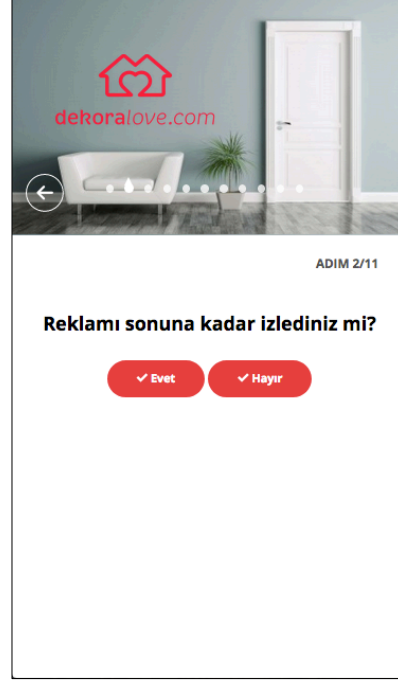 dekoralove.com
ADIM 2/11
Reklamı sonuna kadar izlediniz mi?
Evet
Hayır